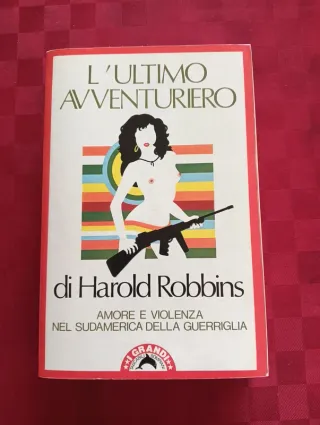 L'ULTIMO
AVVENTURIERO
di Harold Robbins
AMORE E VIOLENZA
NEL SUDAMERICA DELLA GUERRIGLIA
I GRANDI